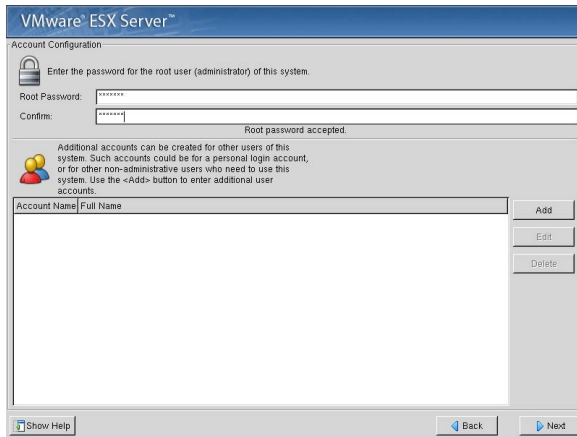 VMware® ESX Server™
Account Configuration
Enter the password for the root user (administrator) of this system.
Root Password: *******
Confirm: *******
Root password accepted.
Additional accounts can be created for other users of this
system. Such accounts could be for a personal login account,
or for other non-administrative users who need to use this
system. Use the <Add> button to enter additional user
accounts.
Account Name Full Name
Add
Edit
Delete
Show Help
Back
Next